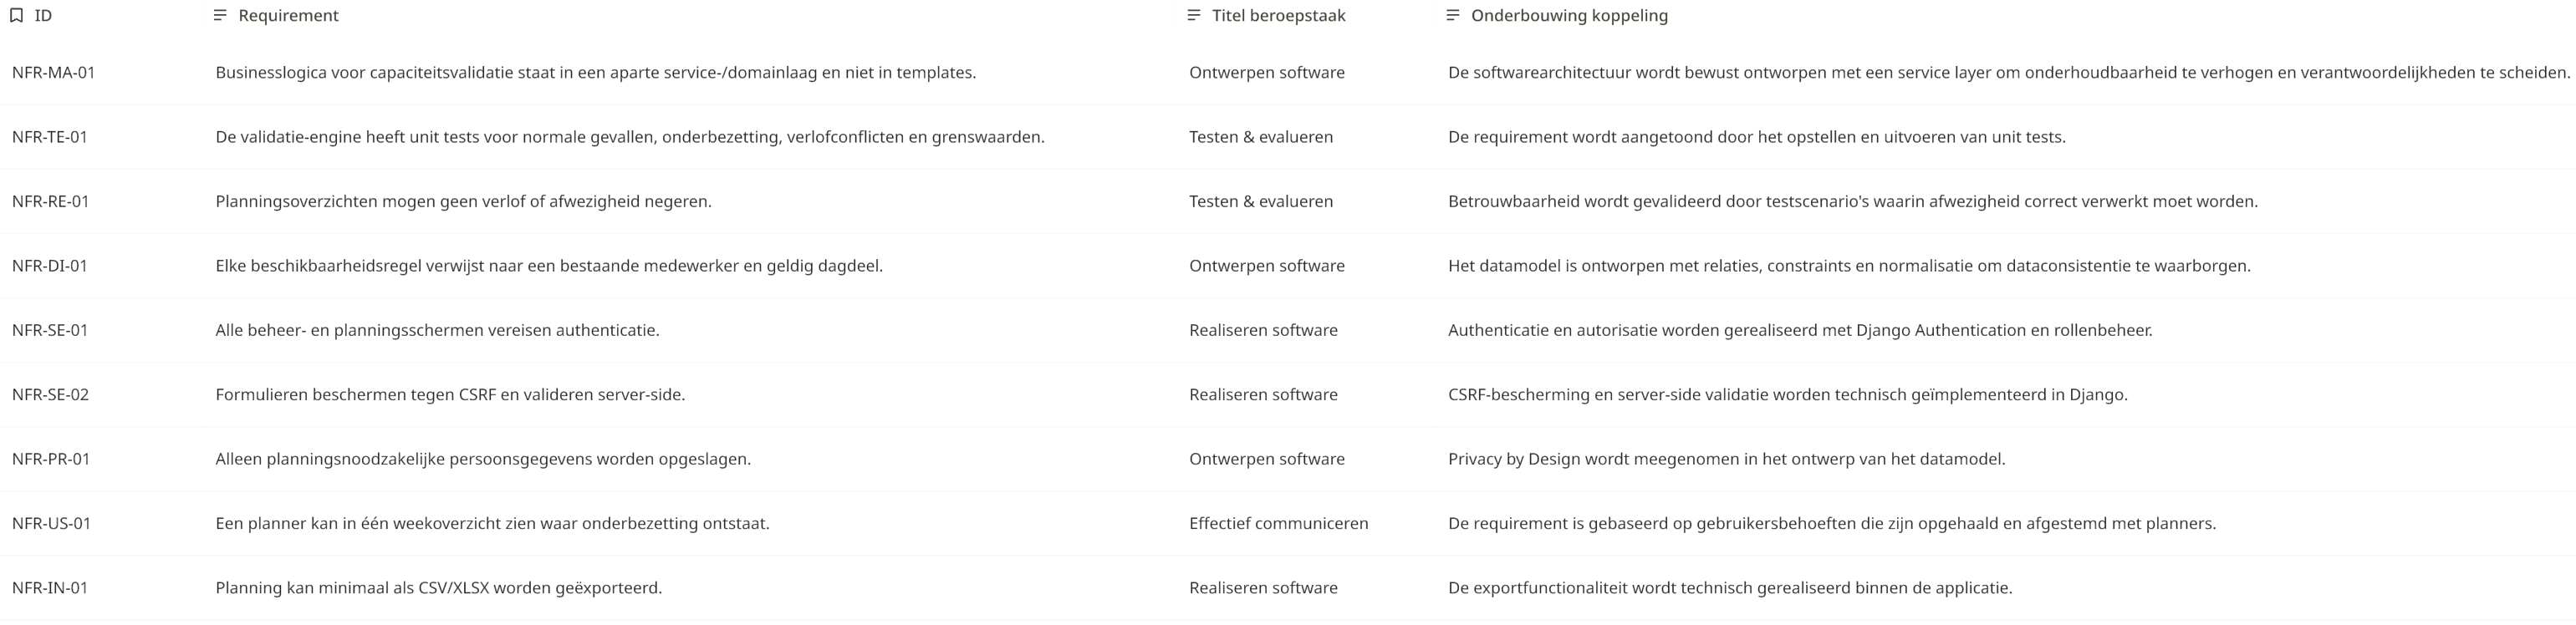 ID Requirement Titel beroepstaak Onderbouwing koppeling
NFR-MA-01 Businesslogica voor capaciteitsvalidatie staat in een aparte service-/domainlaag en niet in templates. Ontwerpen software De softwarearchitectuur wordt bewust ontworpen met een service layer om onderhoudbaarheid te verhogen en verantwoordelijkheden te scheiden.
NFR-TE-01 De validatie-engine heeft unit tests voor normale gevallen, onderbezetting, verlofconflicten en grenswaarden. Testen & evalueren De requirement wordt aangetoond door het opstellen en uitvoeren van unit tests.
NFR-RE-01 Planningsoverzichten mogen geen verlof of afwezigheid negeren. Testen & evalueren Betrouwbaarheid wordt gevalideerd door testscenario's waarin afwezigheid correct verwerkt moet worden.
NFR-DI-01 Elke beschikbaarheidsregel verwijst naar een bestaande medewerker en geldig dagdeel. Ontwerpen software Het datamodel is ontworpen met relaties, constraints en normalisatie om dataconsistentie te waarborgen.
NFR-SE-01 Alle beheer- en planningsschermen vereisen authenticatie. Realiseren software Authenticatie en autorisatie worden gerealiseerd met Django Authentication en rollenbeheer.
NFR-SE-02 Formulieren beschermen tegen CSRF en valideren server-side. Realiseren software CSRF-bescherming en server-side validatie worden technisch geïmplementeerd in Django.
NFR-PR-01 Alleen planningsnoodzakelijke persoonsgegevens worden opgeslagen. Ontwerpen software Privacy by Design wordt meegenomen in het ontwerp van het datamodel.
NFR-US-01 Een planner kan in één weekoverzicht zien waar onderbezetting ontstaat. Effectief communiceren De requirement is gebaseerd op gebruikersbehoeften die zijn opgehaald en afgestemd met planners.
NFR-IN-01 Planning kan minimaal als CSV/XLSX worden geëxporteerd. Realiseren software De exportfunctionaliteit wordt technisch gerealiseerd binnen de applicatie.